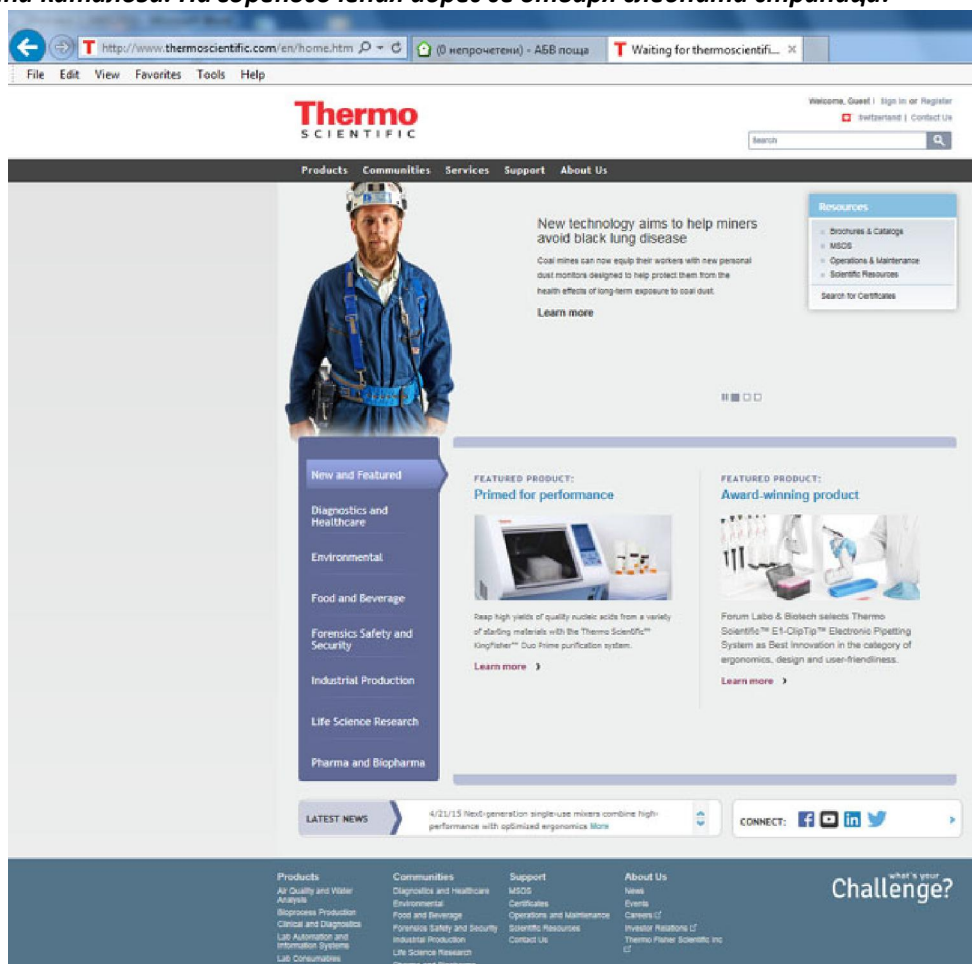 каталози. На горепосочения адрес се отваря следната страница:
http://www.thermoscientific.com/en/home.htm
(0 непрочетени) - АБВ поща
Waiting for thermoscientifi...
File Edit View Favorites Tools Help
Welcome, Guest | Sign In or Register
Switzerland | Contact Us
Thermo
SCIENTIFIC
Search
Products Communities Services Support About Us
New technology aims to help miners
avoid black lung disease
Coal mines can now equip their workers with new personal
dust monitors designed to help protect them from the
health effects of long-term exposure to coal dust.
Learn more
Resources
Brochures & Catalogs
MSDS
Operations & Maintenance
Scientific Resources
Search for Certificates
New and Featured
Diagnostics and
Healthcare
Environmental
Food and Beverage
Forensics Safety and
Security
Industrial Production
Life Science Research
Pharma and Biopharma
FEATURED PRODUCT:
Primed for performance
Reap high yields of quality nucleic acids from a variety
of starting materials with the Thermo Scientific™
KingFisher™ Duo Prime purification system.
Learn more
FEATURED PRODUCT:
Award-winning product
Forum Labo & Biotech selects Thermo
Scientific™ E1-ClipTip™ Electronic Pipetting
System as Best Innovation in the category of
ergonomics, design and user-friendliness.
Learn more
LATEST NEWS
4/21/15 Next-generation single-use mixers combine high-
performance with optimized ergonomics More
CONNECT:
Products
Air Quality and Water
Analysis
Bioprocess Production
Clinical and Diagnostics
Lab Automation and
Information Systems
Lab Consumables
Communities
Diagnostics and Healthcare
Environmental
Food and Beverage
Forensics Safety and Security
Industrial Production
Life Science Research
Pharma and Biopharma
Support
MSDS
Certificates
Operations and Maintenance
Scientific Resources
Contact Us
About Us
News
Events
Careers
Investor Relations
Thermo Fisher Scientific Inc
what's your
Challenge?